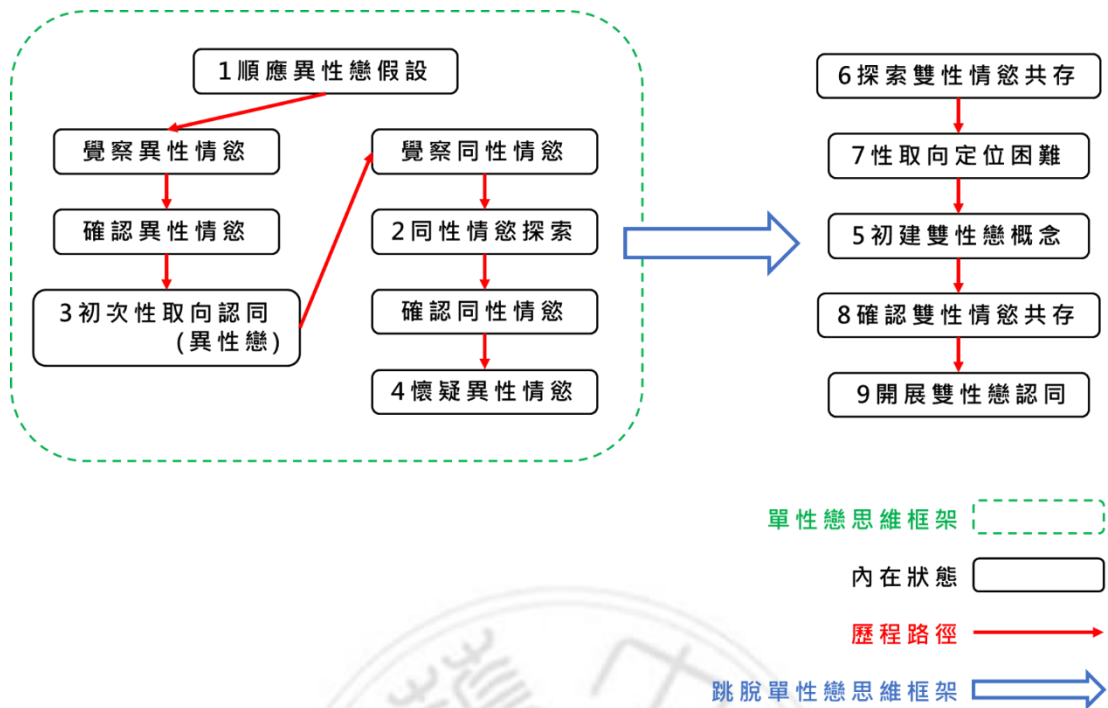 1順應異性戀假設
覺察異性情慾
確認異性情慾
3初次性取向認同
(異性戀)
覺察同性情慾
2同性情慾探索
確認同性情慾
4懷疑異性情慾
6探索雙性情慾共存
7性取向定位困難
5初建雙性戀概念
8確認雙性情慾共存
9開展雙性戀認同
單性戀思維框架
內在狀態
歷程路徑
跳脫單性戀思維框架